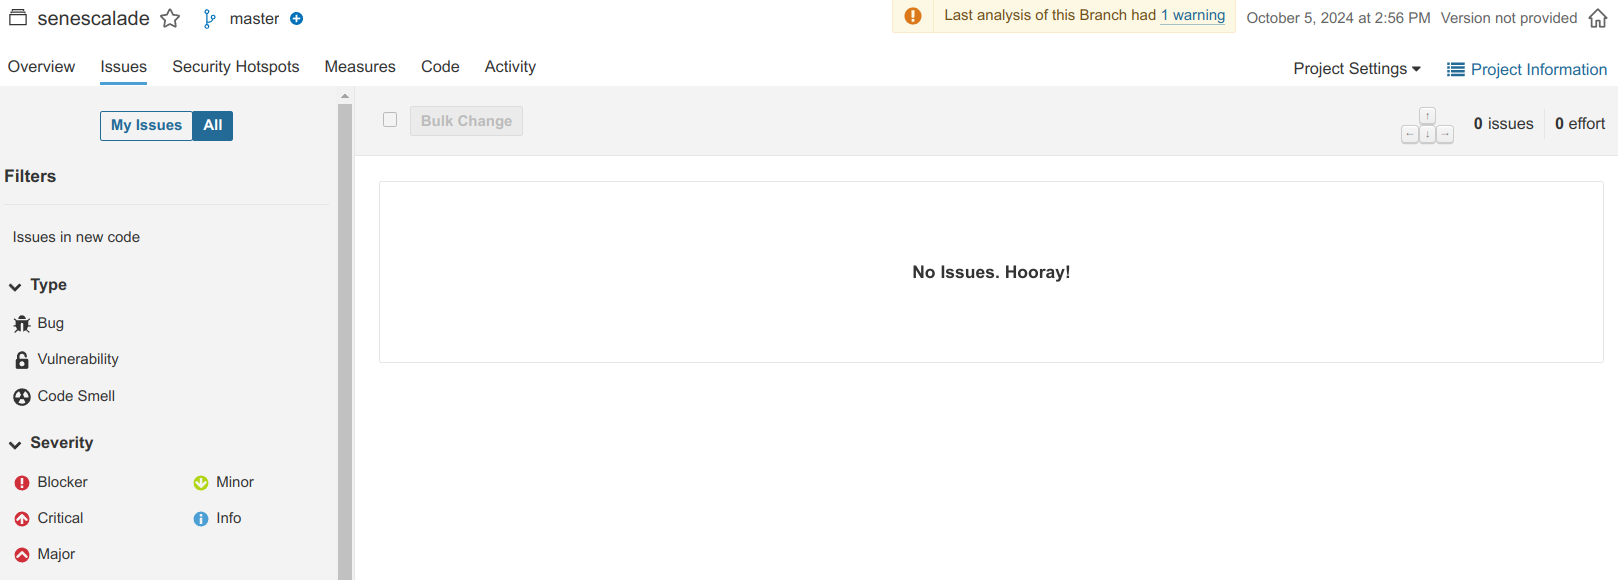 senescalade master
Last analysis of this Branch had 1 warning October 5, 2024 at 2:56 PM Version not provided
Overview Issues Security Hotspots Measures Code Activity
Project Settings Project Information
My Issues All
Bulk Change
↑
← ↓ →
0 issues 0 effort
Filters
Issues in new code
No Issues. Hooray!
Type
Bug
Vulnerability
Code Smell
Severity
Blocker Minor
Critical Info
Major